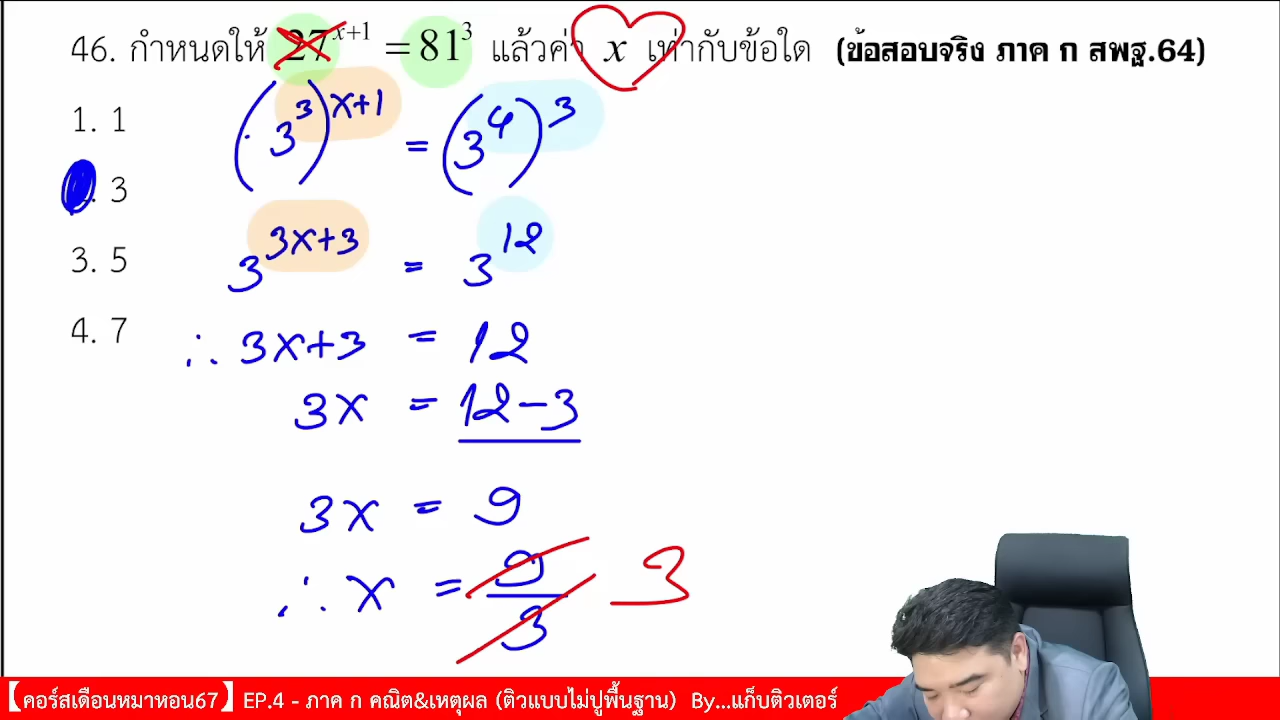 46. กำหนดให้ 27^{x+1} = 81^3 แล้วค่า x เท่ากับข้อใด (ข้อสอบจริง ภาค ก สพฐ.64)
1. 1
3
3. 5
4. 7
(3^3)^{x+1} = (3^4)^3
3^{3x+3} = 3^{12}
∴ 3x+3 = 12
3x = 12-3
3x = 9
∴ x = 9/3 3
【คอร์สเดือนหมาหอน67】 EP.4 - ภาค ก คณิต&เหตุผล (ติวแบบไม่ปูพื้นฐาน) By...แก็บติวเตอร์